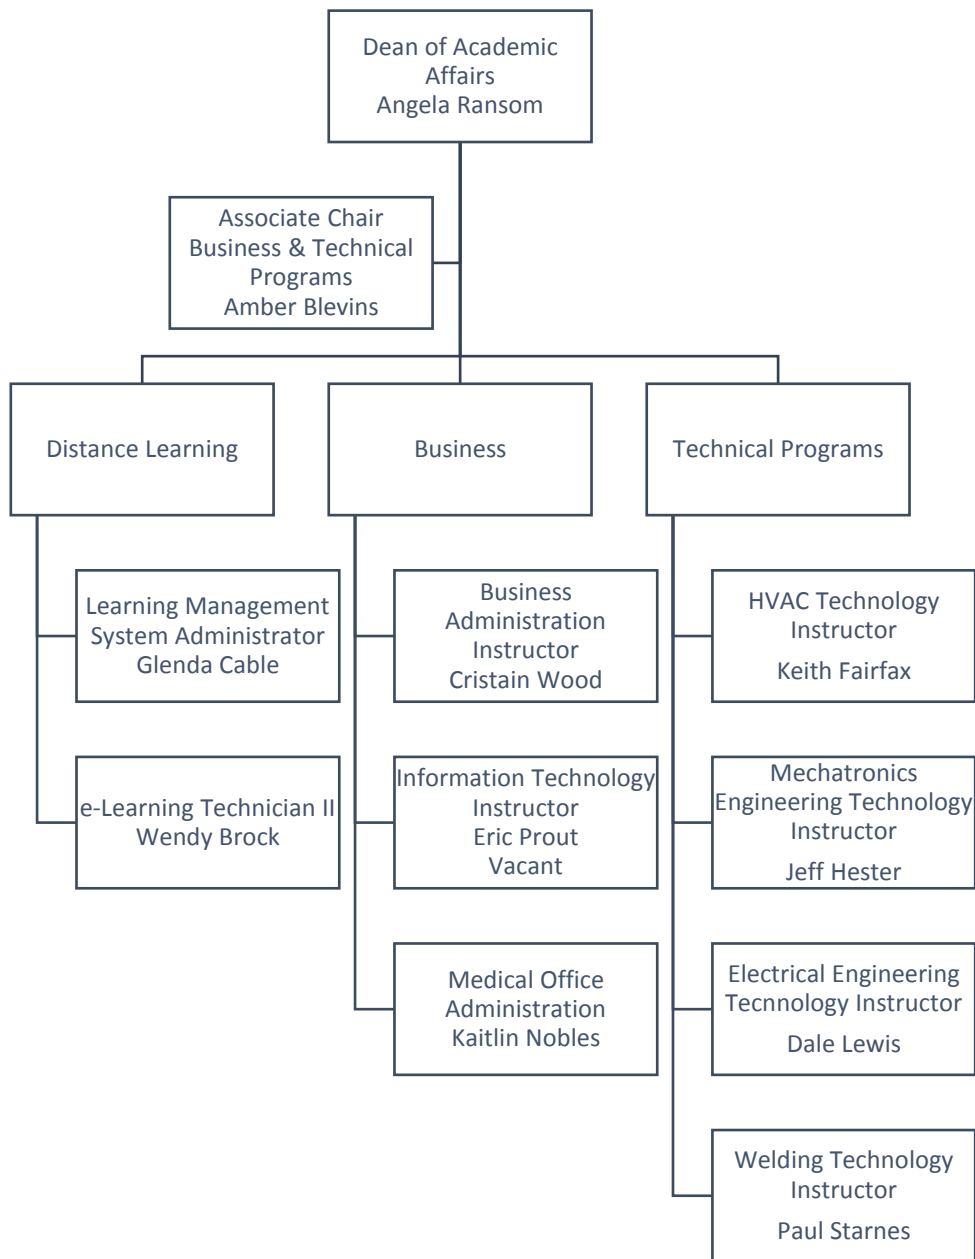 Dean of Academic
Affairs
Angela Ransom
Associate Chair
Business & Technical
Programs
Amber Blevins
Distance Learning
Business
Technical Programs
Learning Management
System Administrator
Glenda Cable
e-Learning Technician II
Wendy Brock
Business
Administration
Instructor
Cristain Wood
Information Technology
Instructor
Eric Prout
Vacant
Medical Office
Administration
Kaitlin Nobles
HVAC Technology
Instructor
Keith Fairfax
Mechatronics
Engineering Technology
Instructor
Jeff Hester
Electrical Engineering
Tecnnology Instructor
Dale Lewis
Welding Technology
Instructor
Paul Starnes